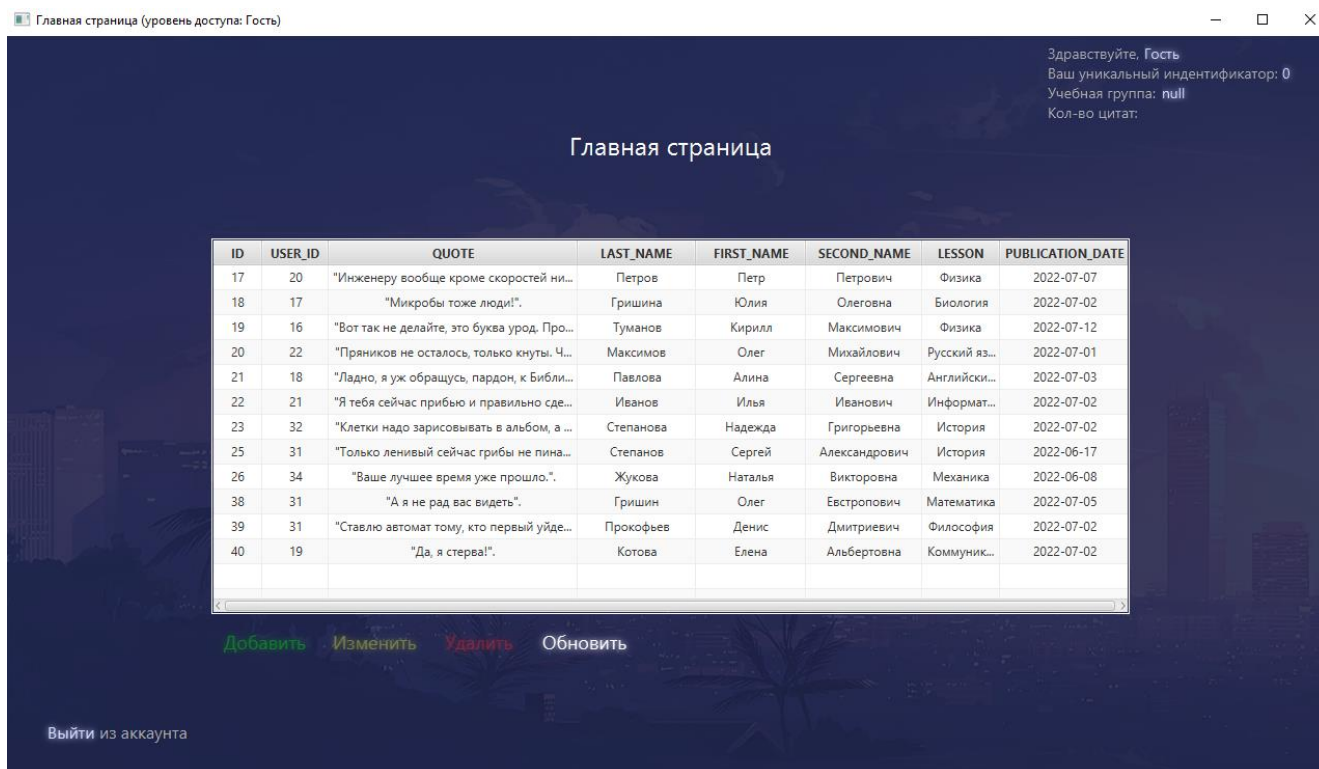 Главная страница (уровень доступа: Гость)
Здравствуйте, Гость
Ваш уникальный индентификатор: 0
Учебная группа: null
Кол-во цитат:
Главная страница
ID USER_ID QUOTE LAST_NAME FIRST_NAME SECOND_NAME LESSON PUBLICATION_DATE
17 20 "Инженеру вообще кроме скоростей ни... Петров Петр Петрович Физика 2022-07-07
18 17 "Микробы тоже люди!". Гришина Юлия Олеговна Биология 2022-07-02
19 16 "Вот так не делайте, это буква урод. Про... Туманов Кирилл Максимович Физика 2022-07-12
20 22 "Пряников не осталось, только кнуты. Ч... Максимов Олег Михайлович Русский яз... 2022-07-01
21 18 "Ладно, я уж обращусь, пардон, к Библи... Павлова Алина Сергеевна Английски... 2022-07-03
22 21 "Я тебя сейчас прибью и правильно сде... Иванов Илья Иванович Информат... 2022-07-02
23 32 "Клетки надо зарисовывать в альбом, а ... Степанова Надежда Григорьевна История 2022-07-02
25 31 "Только ленивый сейчас грибы не пина... Степанов Сергей Александрович История 2022-06-17
26 34 "Ваше лучшее время уже прошло.". Жукова Наталья Викторовна Механика 2022-06-08
38 31 "А я не рад вас видеть". Гришин Олег Евстропович Математика 2022-07-05
39 31 "Ставлю автомат тому, кто первый уйде... Прокофьев Денис Дмитриевич Философия 2022-07-02
40 19 "Да, я стерва!". Котова Елена Альбертовна Коммуник... 2022-07-02
Добавить Изменить Удалить Обновить
Выйти из аккаунта